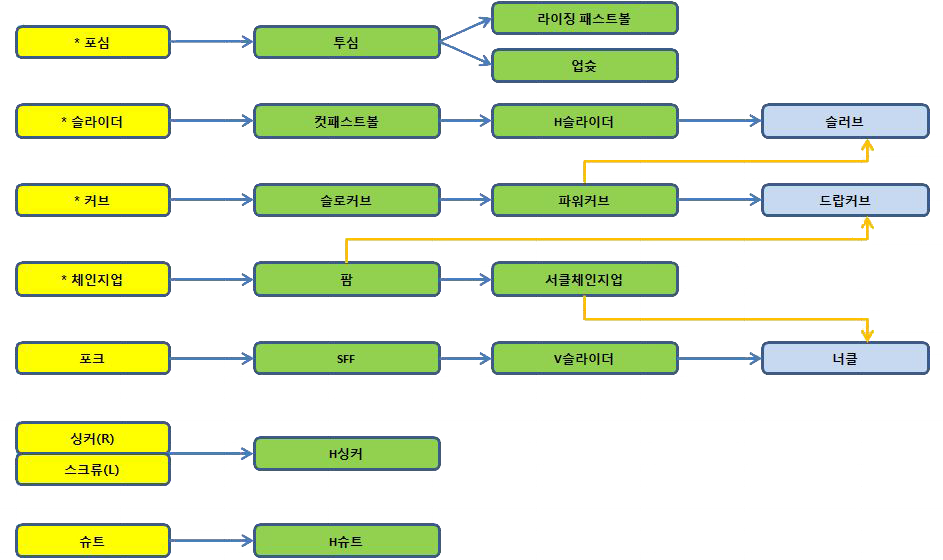 * 포심
투심
라이징 패스트볼
업슛
* 슬라이더
컷패스트볼
H슬라이더
슬러브
* 커브
슬로커브
파워커브
드랍커브
* 체인지업
팜
서클체인지업
포크
SFF
V슬라이더
너클
싱커(R)
스크류(L)
H싱커
슈트
H슈트